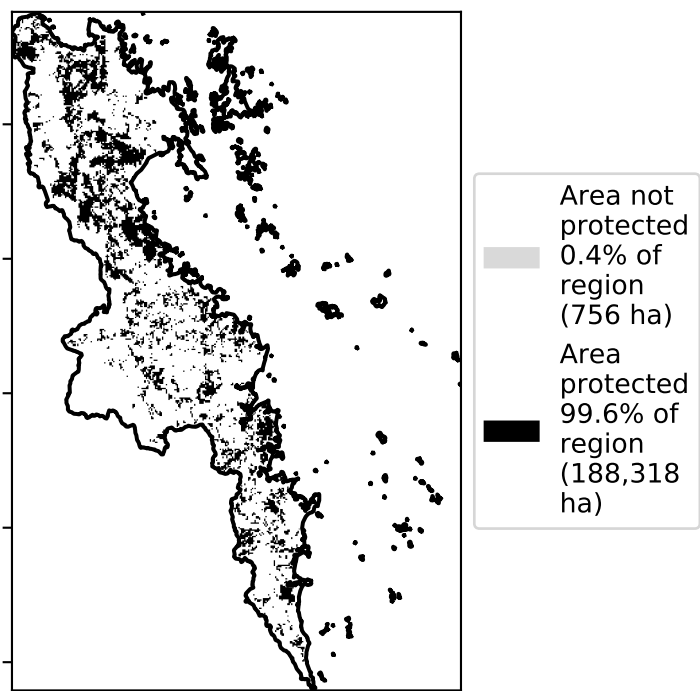 Area not
protected
0.4% of
region
(756 ha)
Area
protected
99.6% of
region
(188,318
ha)